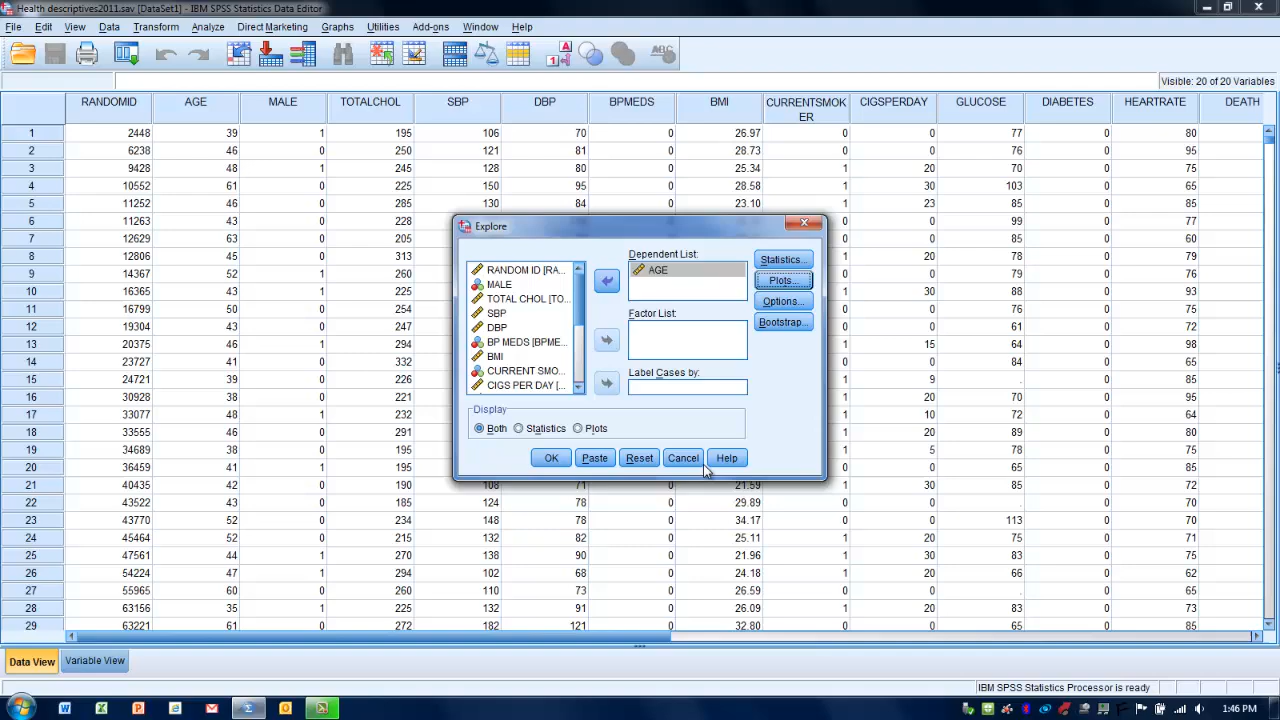 Health descriptives2011.sav [DataSet1] - IBM SPSS Statistics Data Editor
File Edit View Data Transform Analyze Direct Marketing Graphs Utilities Add-ons Window Help
Visible: 20 of 20 Variables
RANDOMID AGE MALE TOTALCHOL SBP DBP BPMEDS BMI CURRENTSMOKER CIGSPERDAY GLUCOSE DIABETES HEARTRATE DEATH
1 2448 39 1 195 106 70 0 26.97 0 0 77 0 80
2 6238 46 0 250 121 81 0 28.73 0 0 76 0 95
3 9428 48 1 245 128 80 0 25.34 1 20 70 0 75
4 10552 61 0 225 150 95 0 28.58 1 30 103 0 65
5 11252 46 0 285 130 84 0 23.10 1 23 85 0 85
6 11263 43 0 228 0 99 0 77
7 12629 63 0 205 0 85 0 60
8 12806 45 0 313 20 78 0 79
9 14367 52 1 260 0 79 0 76
10 16365 43 1 225 30 88 0 93
11 16799 50 0 254 0 76 0 75
12 19304 43 0 247 0 61 0 72
13 20375 46 1 294 15 64 0 98
14 23727 41 0 332 0 84 0 65
15 24721 39 0 226 9 . 0 85
16 30928 38 0 221 20 70 0 95
17 33077 48 1 232 10 72 0 64
18 33555 46 0 291 20 89 0 80
19 34689 38 1 195 5 78 0 75
20 36459 41 1 195 0 65 0 85
21 40435 42 0 190 108 71 0 21.59 1 30 85 0 72
22 43522 43 0 185 124 78 0 29.89 0 0 . 0 70
23 43770 52 0 234 148 78 0 34.17 0 0 113 0 70
24 45464 52 0 215 132 82 0 25.11 1 20 75 0 71
25 47561 44 1 270 138 90 0 21.96 1 30 83 0 75
26 54224 47 1 294 102 68 0 24.18 1 20 66 0 62
27 55965 60 0 260 110 73 0 26.59 0 0 . 0 65
28 63156 35 1 225 132 91 0 26.09 1 20 83 0 73
29 63221 61 0 272 182 121 0 32.80 0 0 65 0 85
Explore
RANDOM ID [RA...
MALE
TOTAL CHOL [TO...
SBP
DBP
BP MEDS [BPME...
BMI
CURRENT SMO...
CIGS PER DAY [...
Dependent List:
AGE
Factor List:
Label Cases by:
Statistics...
Plots...
Options...
Bootstrap...
Display
Both Statistics Plots
OK Paste Reset Cancel Help
Data View Variable View
IBM SPSS Statistics Processor is ready
1:46 PM